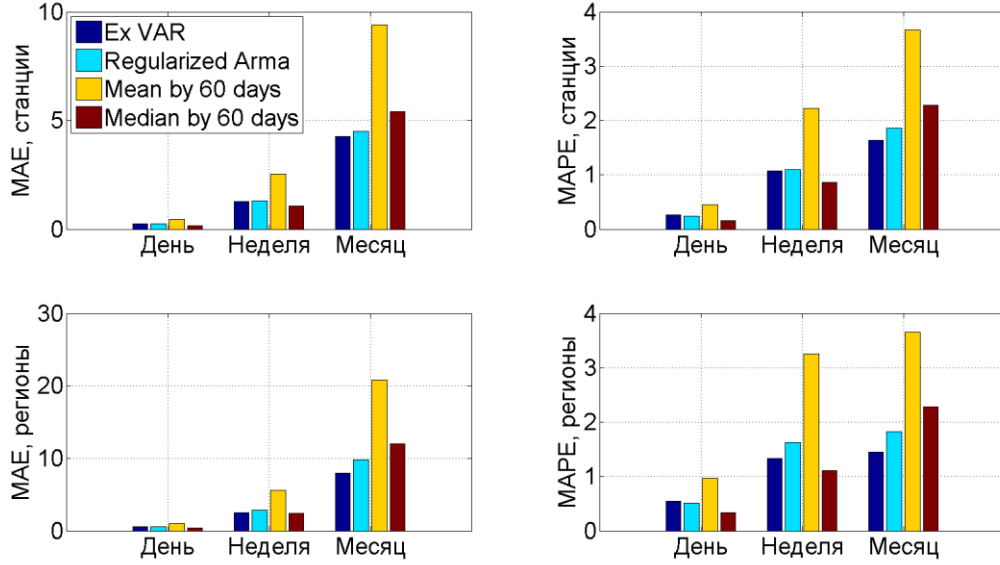 MAE, станции
10
5
0
Ex VAR
Regularized Arma
Mean by 60 days
Median by 60 days
День Неделя Месяц
MAPE, станции
4
3
2
1
0
День Неделя Месяц
MAE, регионы
30
20
10
0
День Неделя Месяц
MAPE, регионы
4
3
2
1
0
День Неделя Месяц